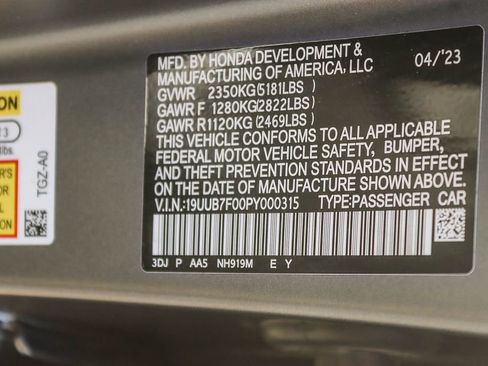 MFD. BY HONDA DEVELOPMENT &
MANUFACTURING OF AMERICA, LLC
04/'23
GVWR 2350KG(5181LBS)
GAWR F 1280KG(2822LBS)
GAWR R1120KG(2469LBS)
THIS VEHICLE CONFORMS TO ALL APPLICABLE
FEDERAL MOTOR VEHICLE SAFETY, BUMPER,
AND THEFT PREVENTION STANDARDS IN EFFECT
ON THE DATE OF MANUFACTURE SHOWN ABOVE.
V.I.N.:19UUB7F00PY000315 TYPE:PASSENGER CAR
3DJ P AA5 NH919M E Y
TGZ-A0
lbs.